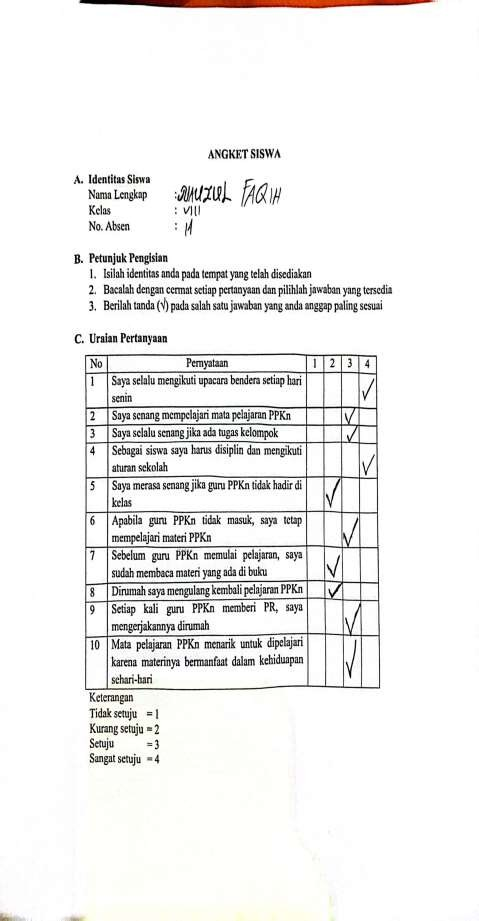 ANGKET SISWA
A. Identitas Siswa
Nama Lengkap : FAQIH
Kelas : VIII
No. Absen :
B. Petunjuk Pengisian
1. Isilah identitas anda pada tempat yang telah disediakan
2. Bacalah dengan cermat setiap pertanyaan dan pilihlah jawaban yang tersedia
3. Berilah tanda (√) pada salah satu jawaban yang anda anggap paling sesuai
C. Uraian Pertanyaan
No Pernyataan 1 2 3 4
1 Saya selalu mengikuti upacara bendera setiap hari
senin √
2 Saya senang mempelajari mata pelajaran PPKn √
3 Saya selalu senang jika ada tugas kelompok √
4 Sebagai siswa saya harus disiplin dan mengikuti
aturan sekolah √
5 Saya merasa senang jika guru PPKn tidak hadir di
kelas √
6 Apabila guru PPKn tidak masuk, saya tetap
mempelajari materi PPKn √
7 Sebelum guru PPKn memulai pelajaran, saya
sudah membaca materi yang ada di buku √
8 Dirumah saya mengulang kembali pelajaran PPKn √
9 Setiap kali guru PPKn memberi PR, saya
mengerjakannya dirumah √
10 Mata pelajaran PPKn menarik untuk dipelajari
karena materinya bermanfaat dalam kehidupan
sehari-hari √
Keterangan
Tidak setuju = 1
Kurang setuju = 2
Setuju = 3
Sangat setuju = 4